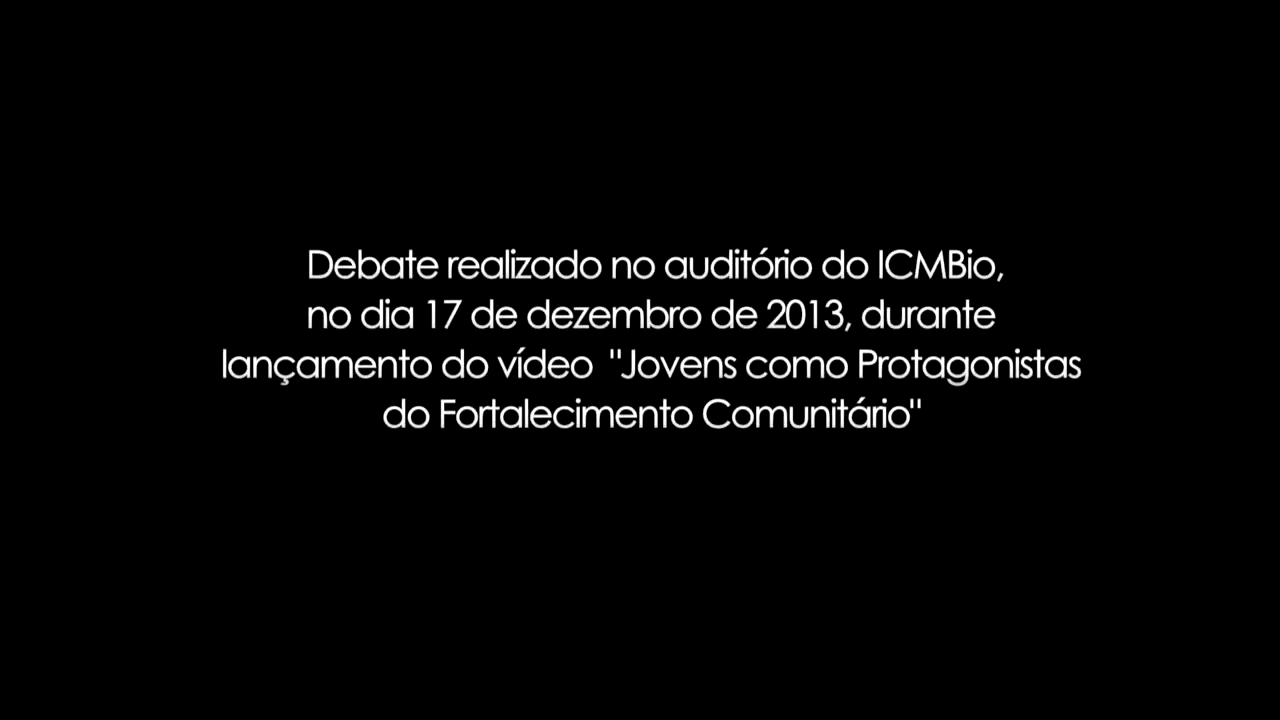 Debate realizado no auditório do ICMBio,
no dia 17 de dezembro de 2013, durante
lançamento do vídeo "Jovens como Protagonistas
do Fortalecimento Comunitário"